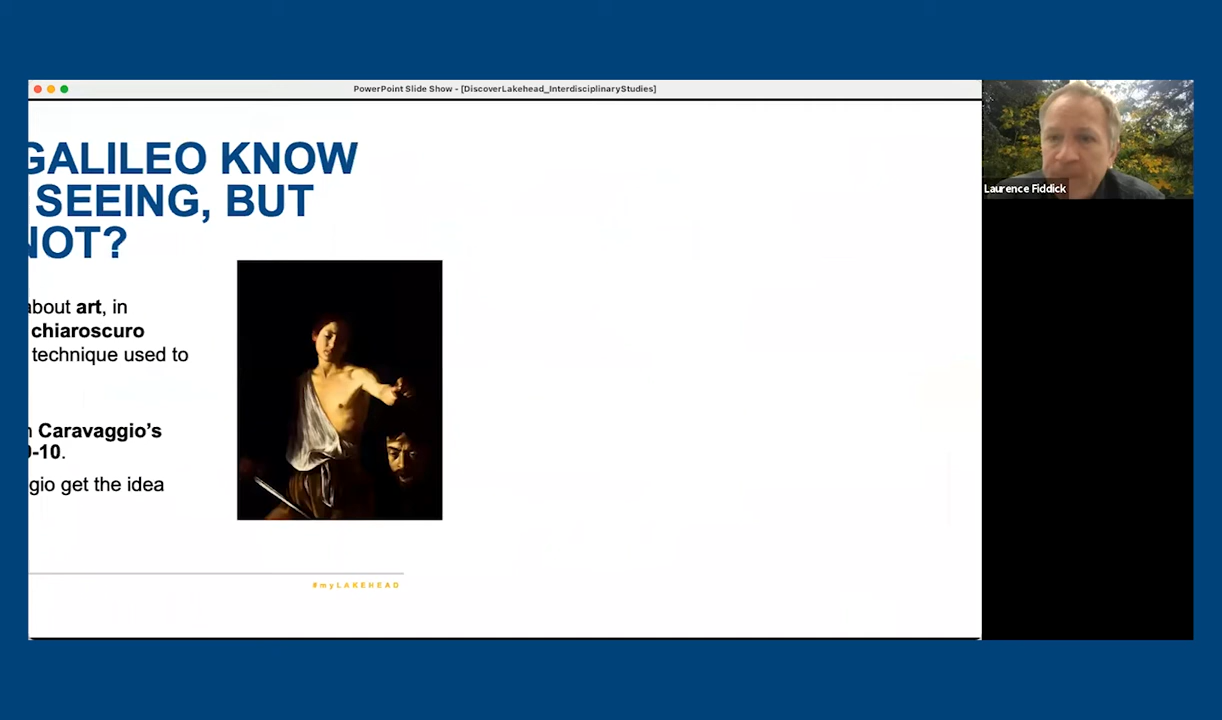 PowerPoint Slide Show - [DiscoverLakehead_InterdisciplinaryStudies]
GALILEO KNOW
SEEING, BUT
NOT?
about art, in
chiaroscuro
technique used to
Caravaggio's
-10.
gio get the idea
#myLAKEHEAD
Laurence Fiddick